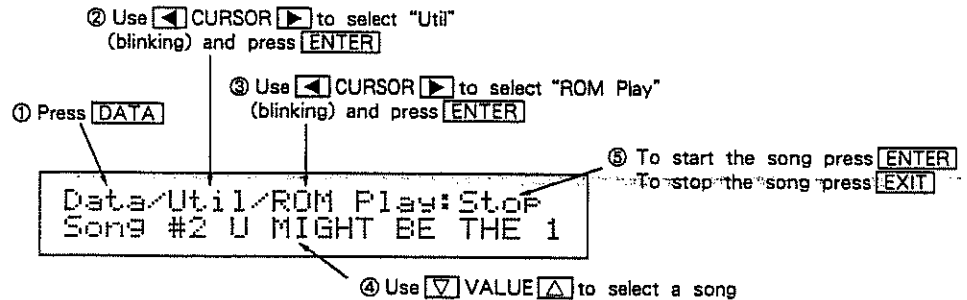 ② Use ◀ CURSOR ▶ to select "Util"
(blinking) and press ENTER
③ Use ◀ CURSOR ▶ to select "ROM Play"
(blinking) and press ENTER
① Press DATA
⑤ To start the song press ENTER
To stop the song press EXIT
Data/Util/ROM Play:Stop
Song #2 U MIGHT BE THE 1
④ Use ▽ VALUE △ to select a song